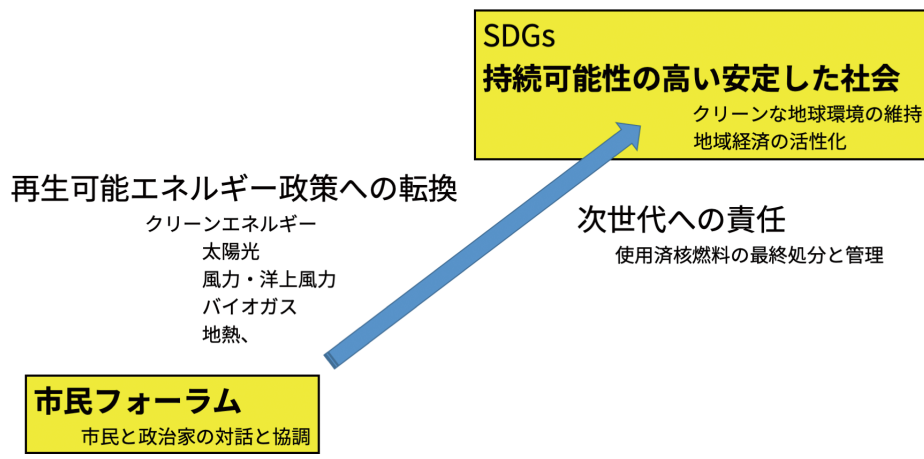 SDGs
持続可能性の高い安定した社会
クリーンな地球環境の維持
地域経済の活性化
再生可能エネルギー政策への転換
クリーンエネルギー
太陽光
風力・洋上風力
バイオガス
地熱、
次世代への責任
使用済核燃料の最終処分と管理
市民フォーラム
市民と政治家の対話と協調